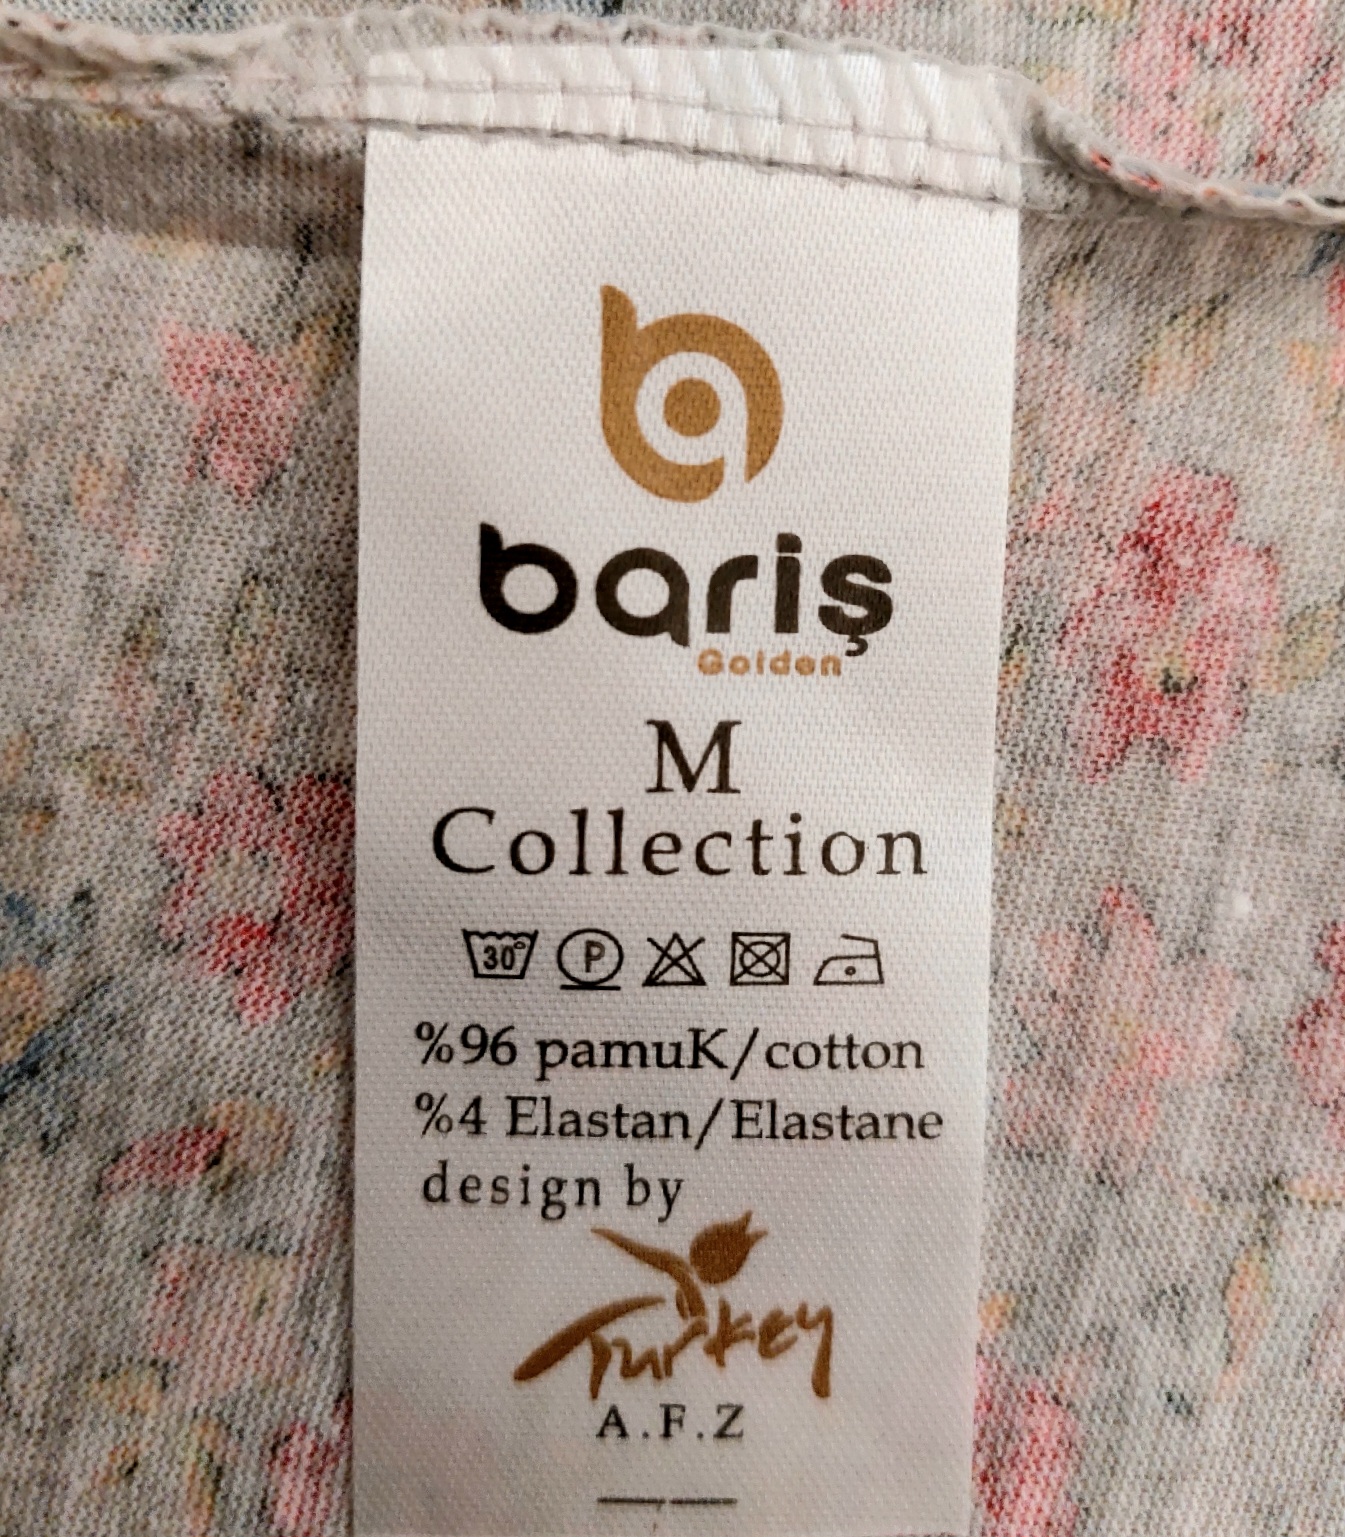 bariş
Golden
M
Collection
30°
P
%96 pamuK/cotton
%4 Elastan/Elastane
design by
Turkey
A.F.Z